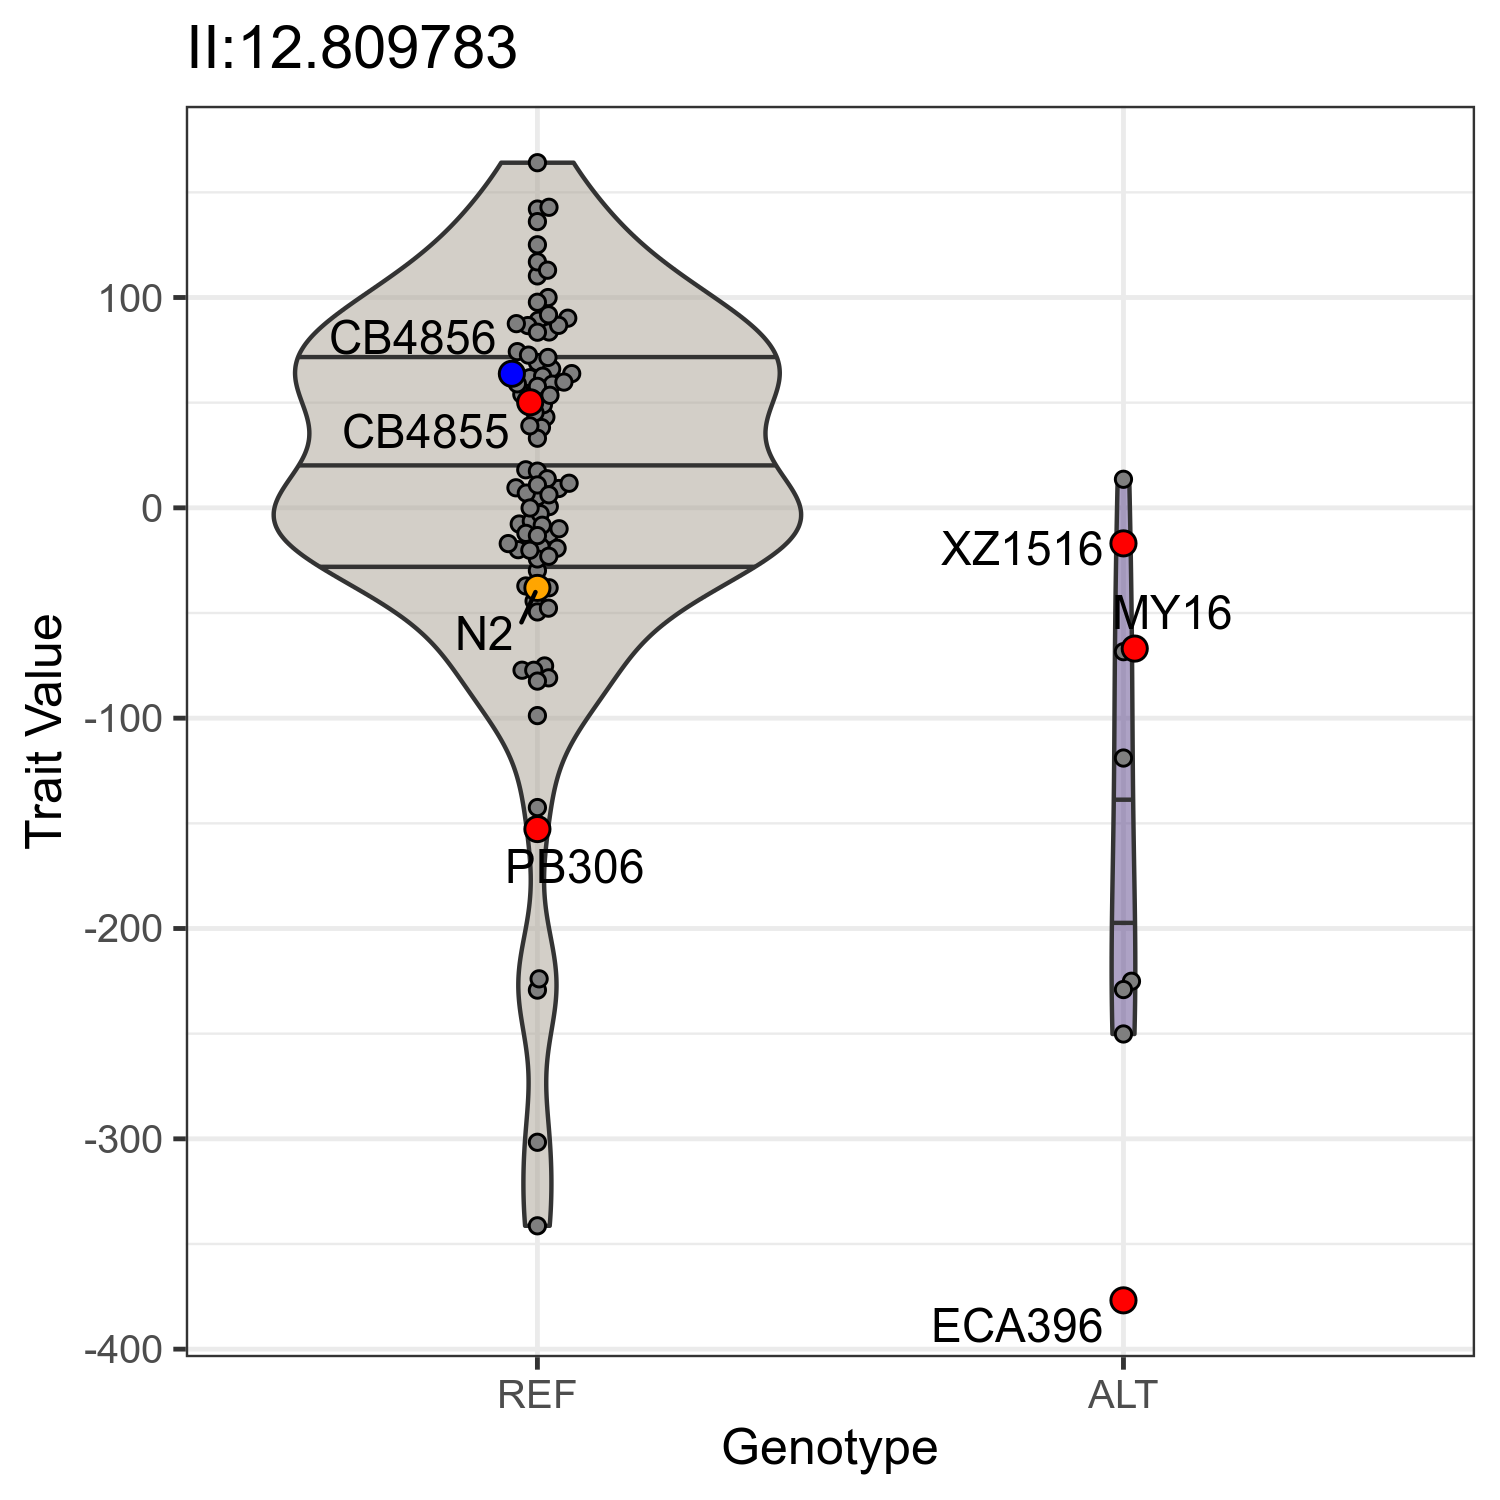 II:12.809783
Trait Value
100
0
-100
-200
-300
-400
CB4856
CB4855
N2
PB306
XZ1516
MY16
ECA396
REF
ALT
Genotype